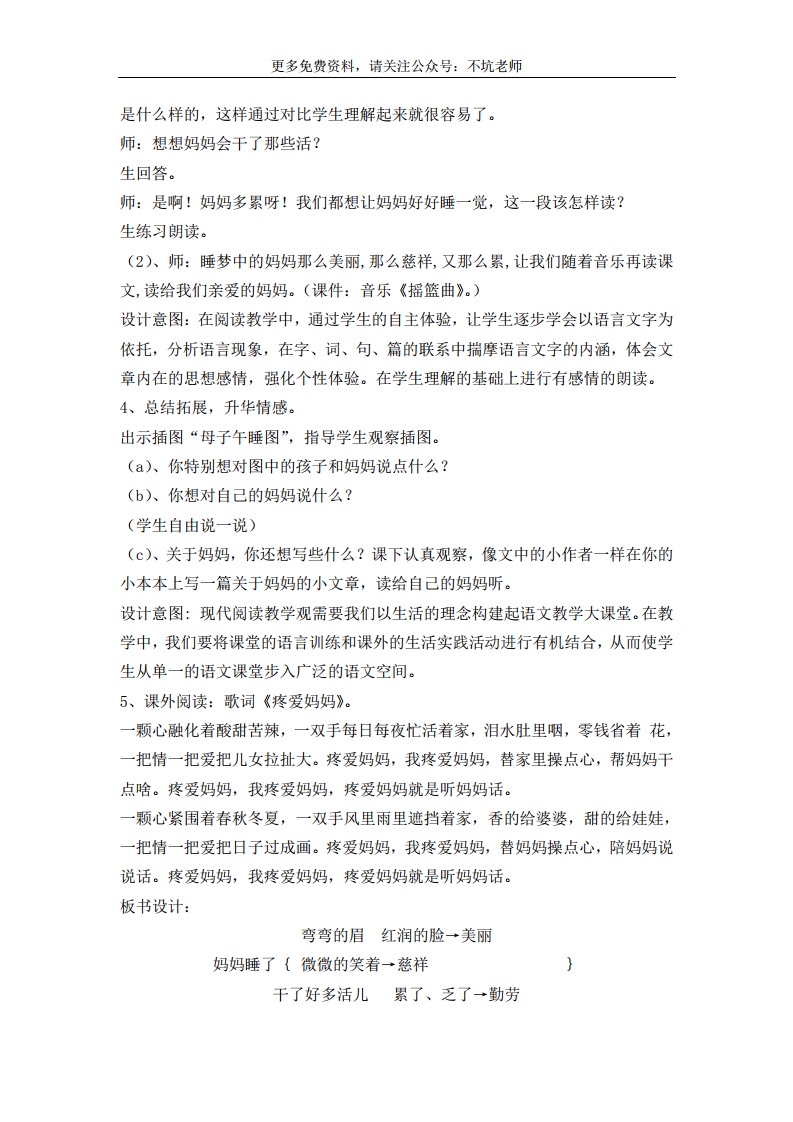 更多免费资料，请关注公众号：不坑老师
是什么样的，这样通过对比学生理解起来就很容易了。
师：想想妈妈会干了那些活？
生回答。
师：是啊！妈妈多累呀！我们都想让妈妈好好睡一觉，这一段该怎样读？
生练习朗读。
（2）、师：睡梦中的妈妈那么美丽,那么慈祥,又那么累,让我们随着音乐再读课
文,读给我们亲爱的妈妈。（课件：音乐《摇篮曲》。）
设计意图：在阅读教学中，通过学生的自主体验，让学生逐步学会以语言文字为
依托，分析语言现象，在字、词、句、篇的联系中揣摩语言文字的内涵，体会文
章内在的思想感情，强化个性体验。在学生理解的基础上进行有感情的朗读。
4、总结拓展，升华情感。
出示插图“母子午睡图”，指导学生观察插图。
（a）、你特别想对图中的孩子和妈妈说点什么？
（b）、你想对自己的妈妈说什么？
（学生自由说一说）
（c）、关于妈妈，你还想写些什么？课下认真观察，像文中的小作者一样在你的
小本本上写一篇关于妈妈的小文章，读给自己的妈妈听。
设计意图: 现代阅读教学观需要我们以生活的理念构建起语文教学大课堂。在教
学中，我们要将课堂的语言训练和课外的生活实践活动进行有机结合，从而使学
生从单一的语文课堂步入广泛的语文空间。
5、课外阅读：歌词《疼爱妈妈》。
一颗心融化着酸甜苦辣，一双手每日每夜忙活着家，泪水肚里咽，零钱省着 花，
一把情一把爱把儿女拉扯大。疼爱妈妈，我疼爱妈妈，替家里操点心，帮妈妈干
点啥。疼爱妈妈，我疼爱妈妈，疼爱妈妈就是听妈妈话。
一颗心紧围着春秋冬夏，一双手风里雨里遮挡着家，香的给婆婆，甜的给娃娃，
一把情一把爱把日子过成画。疼爱妈妈，我疼爱妈妈，替妈妈操点心，陪妈妈说
说话。疼爱妈妈，我疼爱妈妈，疼爱妈妈就是听妈妈话。
板书设计：
弯弯的眉 红润的脸→美丽
妈妈睡了｛ 微微的笑着→慈祥 ｝
干了好多活儿 累了、乏了→勤劳